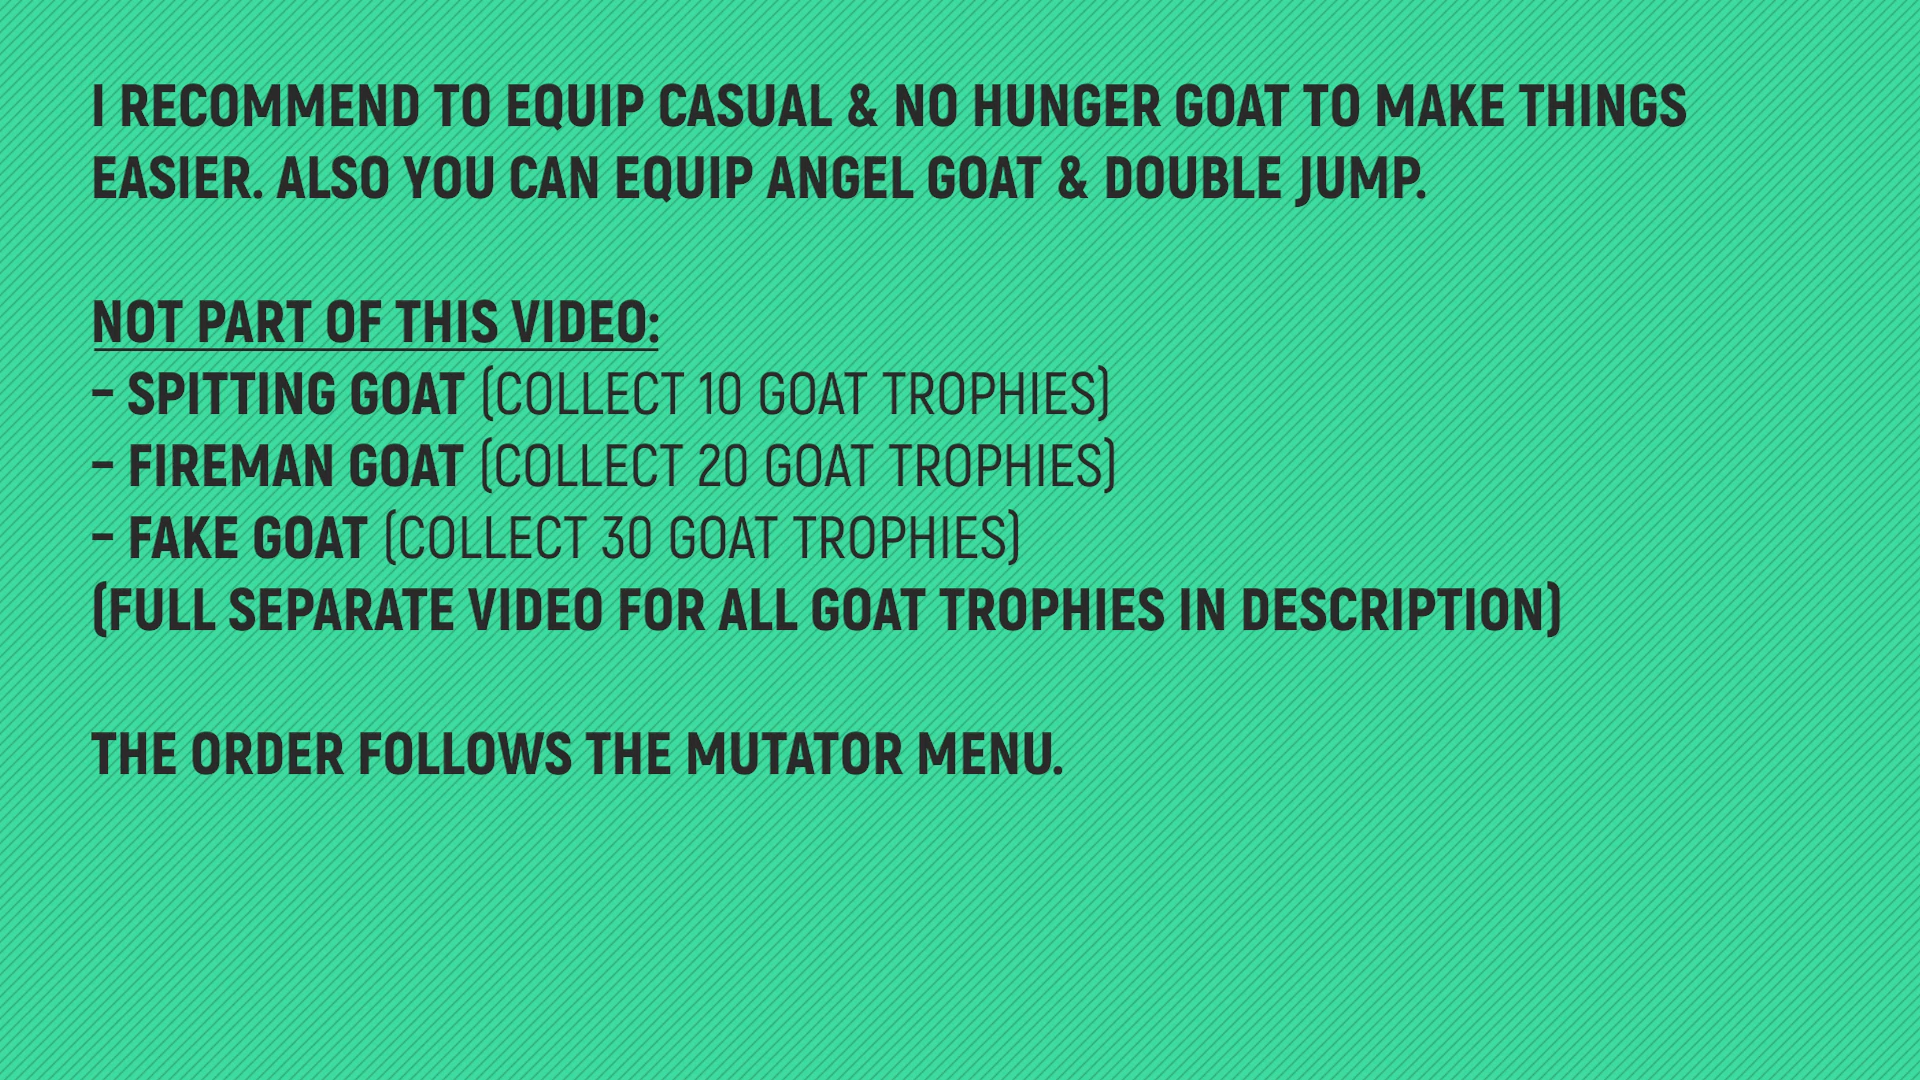 I RECOMMEND TO EQUIP CASUAL & NO HUNGER GOAT TO MAKE THINGS
EASIER. ALSO YOU CAN EQUIP ANGEL GOAT & DOUBLE JUMP.
NOT PART OF THIS VIDEO:
- SPITTING GOAT (COLLECT 10 GOAT TROPHIES)
- FIREMAN GOAT (COLLECT 20 GOAT TROPHIES)
- FAKE GOAT (COLLECT 30 GOAT TROPHIES)
(FULL SEPARATE VIDEO FOR ALL GOAT TROPHIES IN DESCRIPTION)
THE ORDER FOLLOWS THE MUTATOR MENU.